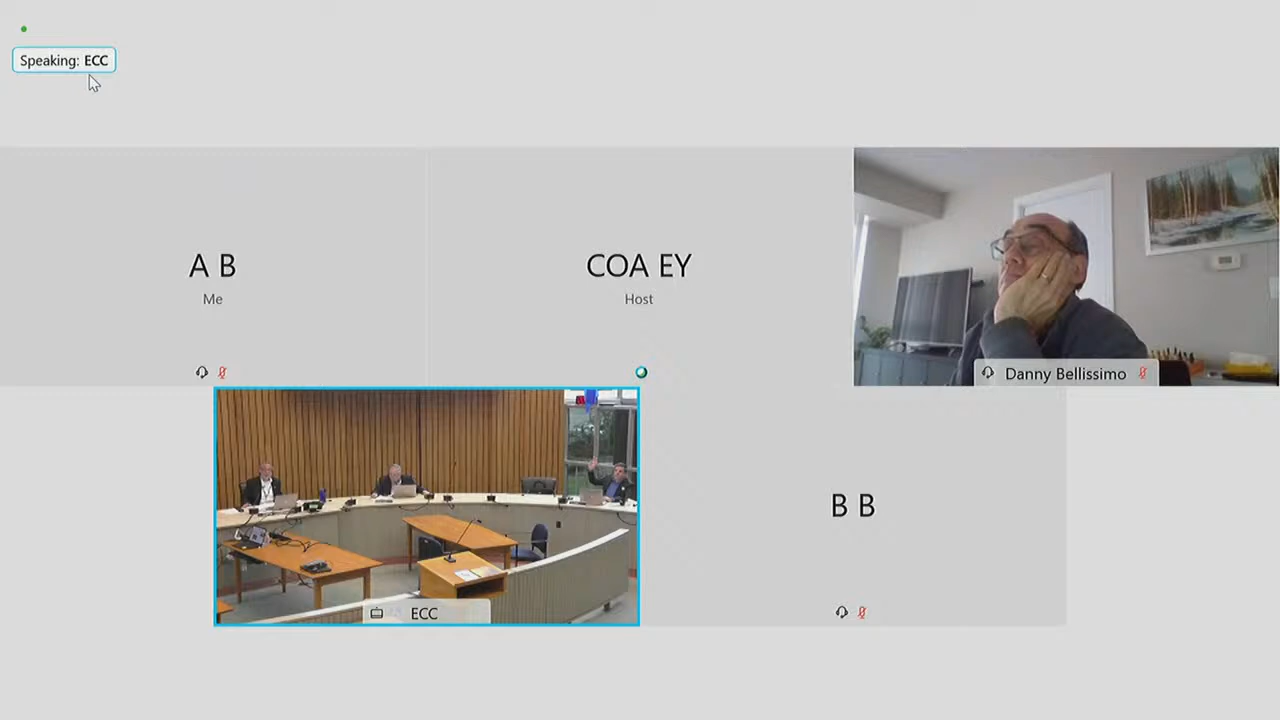 Speaking: ECC
A B
Me
COA EY
Host
Danny Bellissimo
ECC
B B